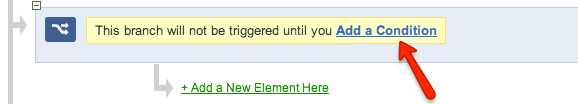 This branch will not be triggered until you Add a Condition
+ Add a New Element Here